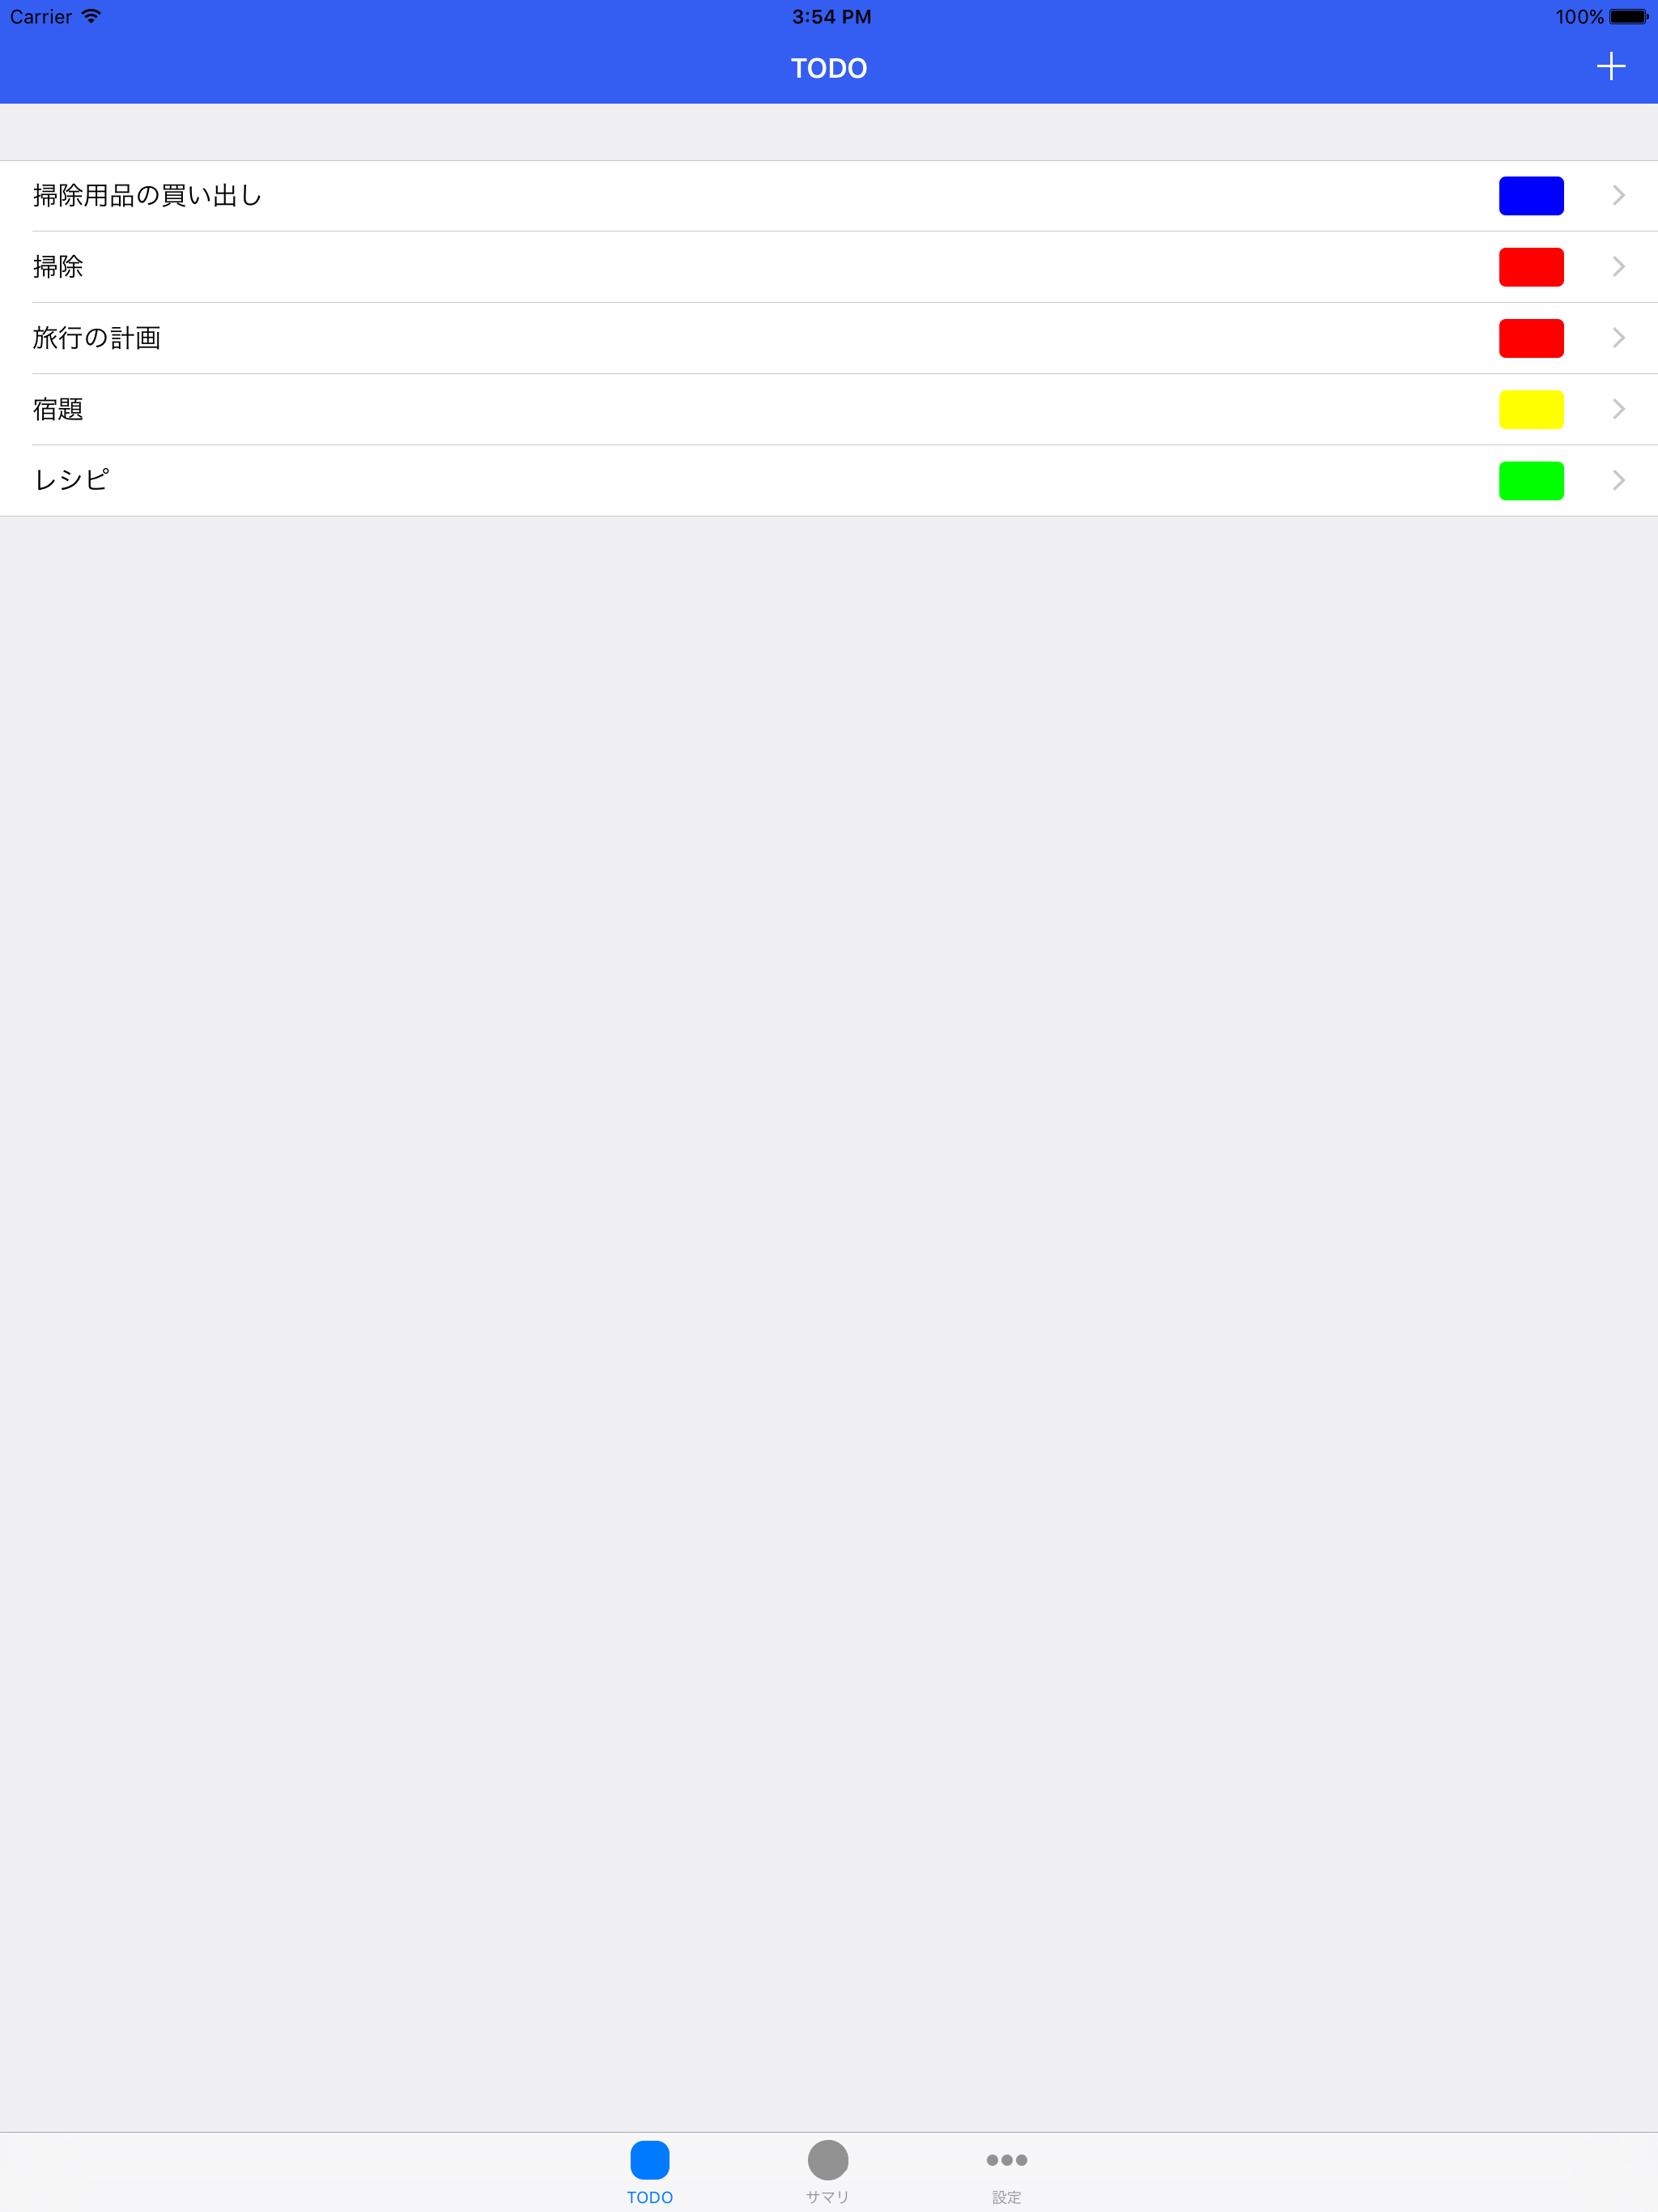 Carrier 3:54 PM 100%
TODO
掃除用品の買い出し
掃除
旅行の計画
宿題
レシピ
TODO サマリ 設定